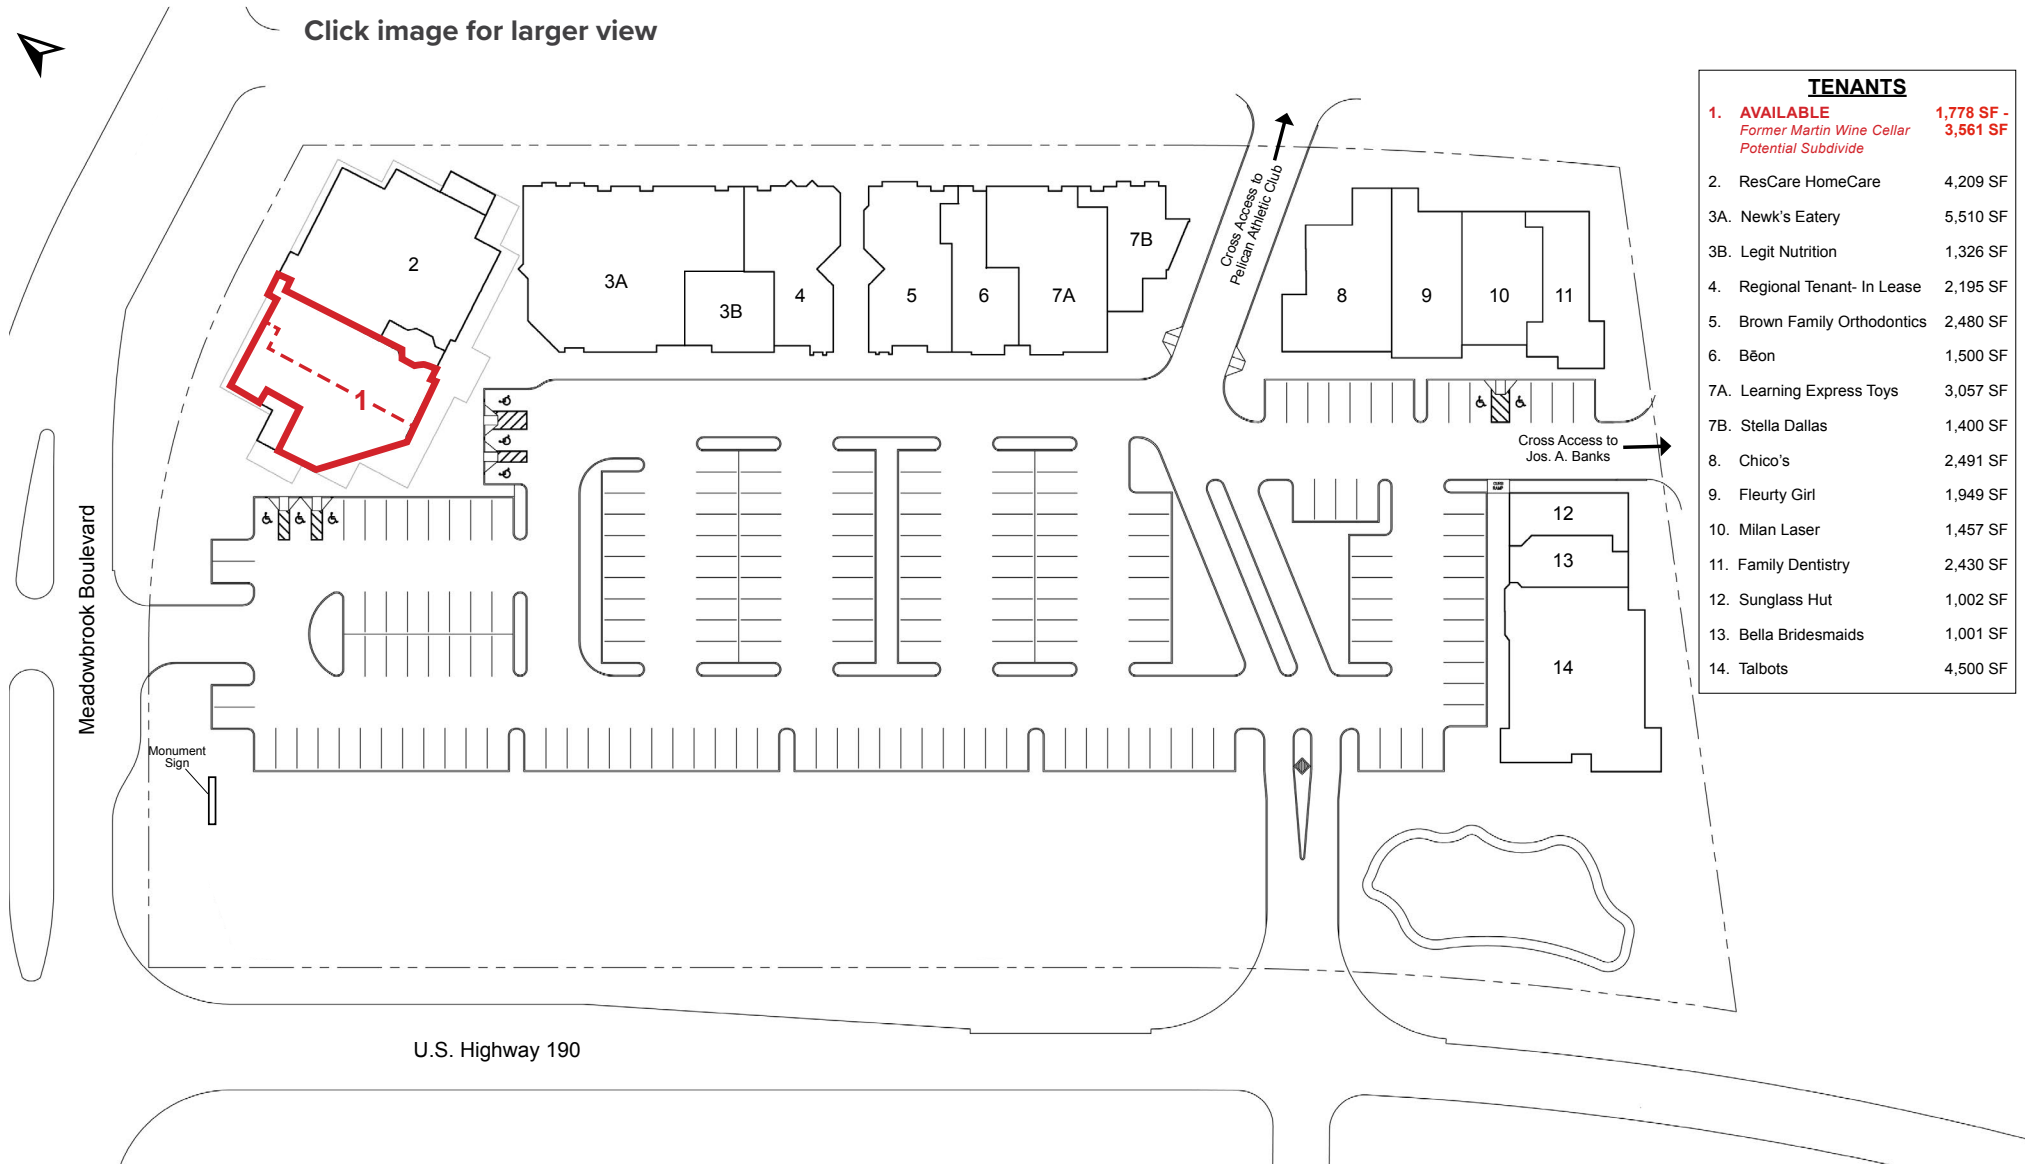 Click image for larger view
TENANTS
1. AVAILABLE 1,778 SF -
Former Martin Wine Cellar 3,561 SF
Potential Subdivide
2. ResCare HomeCare 4,209 SF
3A. Newk's Eatery 5,510 SF
3B. Legit Nutrition 1,326 SF
4. Regional Tenant- In Lease 2,195 SF
5. Brown Family Orthodontics 2,480 SF
6. Bēon 1,500 SF
7A. Learning Express Toys 3,057 SF
7B. Stella Dallas 1,400 SF
8. Chico's 2,491 SF
9. Fleurty Girl 1,949 SF
10. Milan Laser 1,457 SF
11. Family Dentistry 2,430 SF
12. Sunglass Hut 1,002 SF
13. Bella Bridesmaids 1,001 SF
14. Talbots 4,500 SF
Cross Access to
Pelican Athletic Club
2
3A
3B
4
5
6
7A
7B
8
9
10
11
1
Cross Access to
Jos. A. Banks
CURB
RAMP
12
13
14
Meadowbrook Boulevard
Monument
Sign
U.S. Highway 190